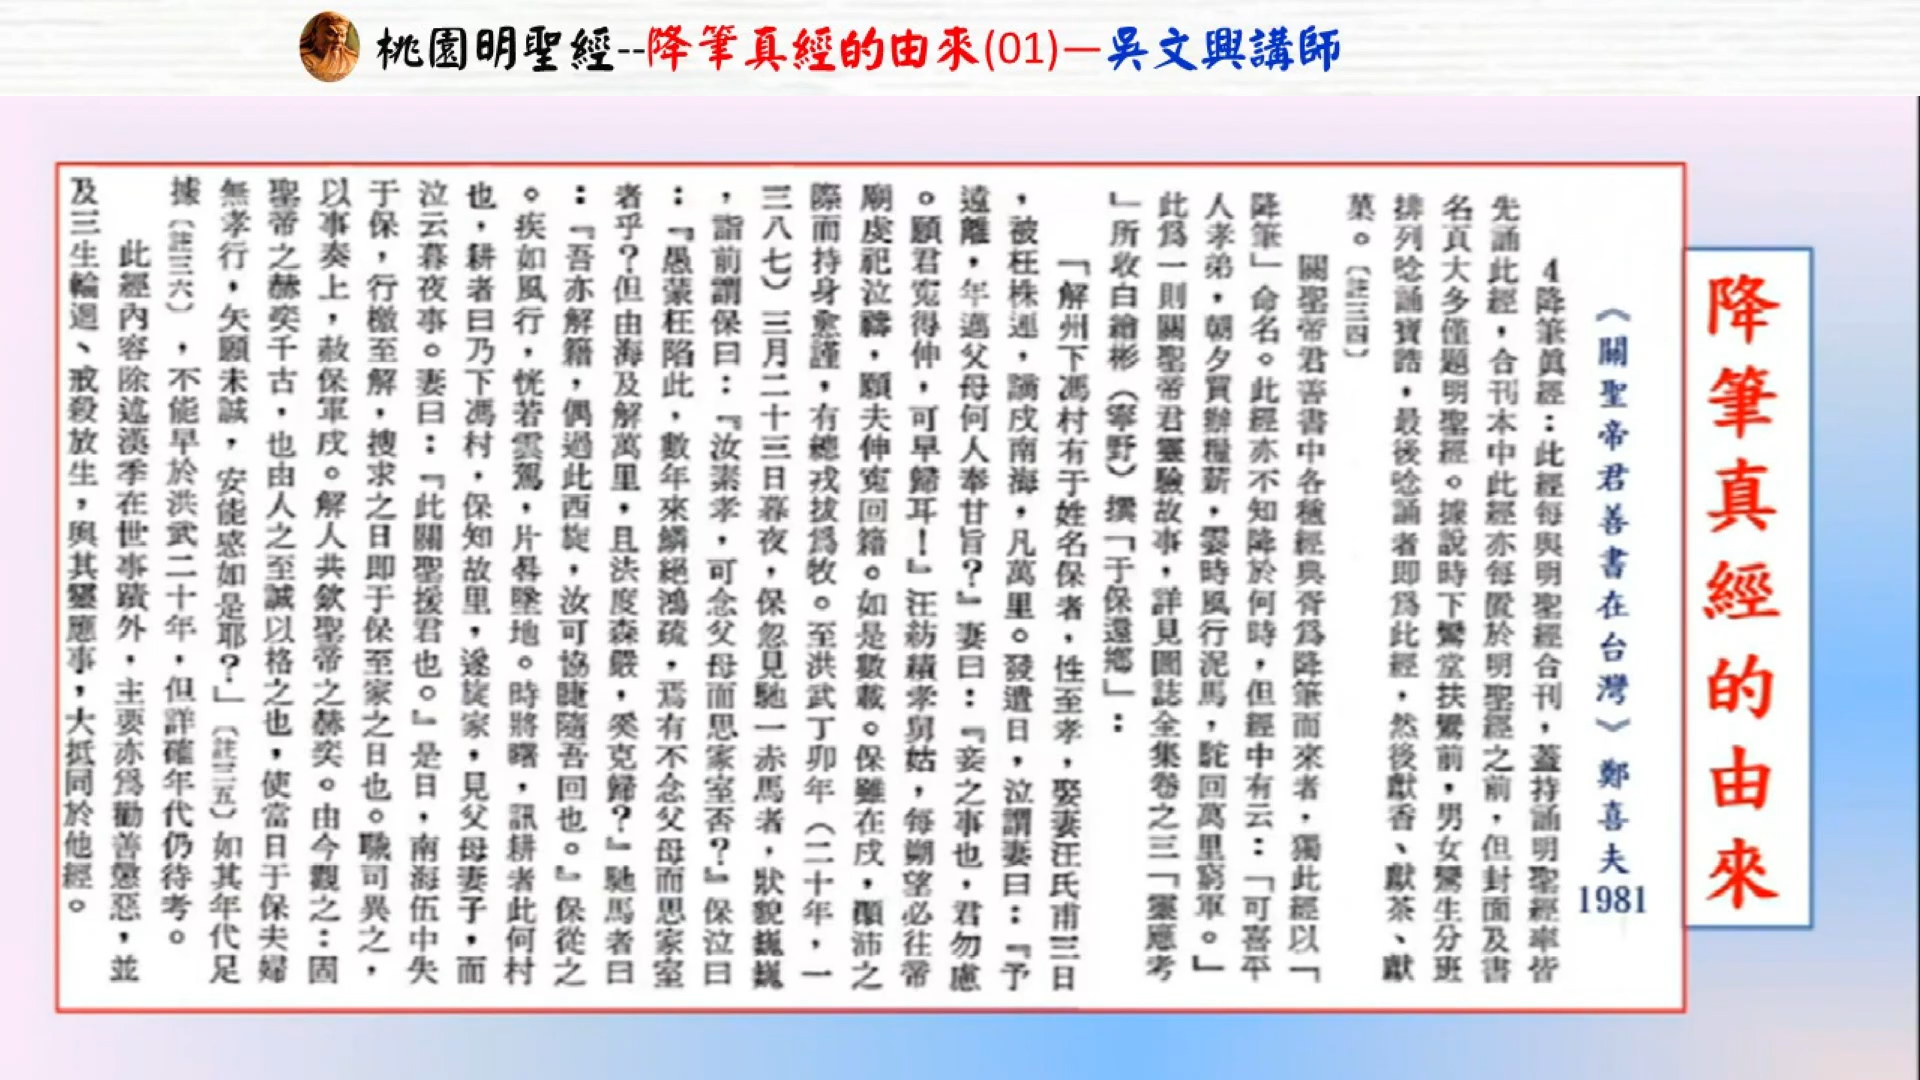 桃園明聖經--降筆真經的由來(01)—吳文興講師
降筆真經的由來
《關聖帝君善書在台灣》鄭喜夫 1981
4降筆眞經：此經每與明聖經合刊，蓋持誦明聖經率皆
先誦此經，合刊本中此經亦每置於明聖經之前，但封面及書
名頁大多僅題明聖經。據說時下鸞堂扶鸞前，男女鸞生分班
排列唸誦寶誥，最後唸誦者即爲此經，然後獻香、獻茶、獻
菓。〔註三四〕
關聖帝君善書中各種經典胥爲降筆而來者，獨此經以「
降筆」命名。此經亦不知降於何時，但經中有云：「可喜平
人孝弟，朝夕買辦糧薪，霎時風行泥馬，駝回萬里窮軍。」
此爲一則關聖帝君靈驗故事，詳見圖誌全集卷之三「靈應考
」所收白繪彬（寧野）撰「于保還鄉」：
「解州下馮村有于姓名保者，性至孝，娶妻汪氏甫三日
，被枉株連，謫戍南海，凡萬里。發遣日，泣謂妻曰：『予
遠離，年邁父母何人奉甘旨？』妻曰：『妾之事也，君勿慮
。願君寃得伸，可早歸耳！』汪紡績孝舅姑，每朔望必往帝
廟虔祀泣禱，願夫伸寃回籍。如是數載。保雖在戍，顚沛之
際而持身愈謹，有總戎拔爲牧。至洪武丁卯年（二十年，一
三八七）三月二十三日暮夜，保忽見馳一赤馬者，狀貌巍巍
，詣前謂保曰：『汝素孝，可念父母而思家室否？』保泣曰
：『愚蒙枉陷此，數年來鱗絕鴻疏，焉有不念父母而思家室
者乎？但由海及解萬里，且法度森嚴，奚克歸？』馳馬者曰
：『吾亦解籍，偶過此西旋，汝可協睫隨吾回也。』保從之
。疾如風行，恍若雲駕，片晷墜地。時將曙，訊耕者此何村
也，耕者曰乃下馮村，保知故里，遂旋家，見父母妻子，而
泣云暮夜事。妻曰：『此關聖援君也。』是日，南海伍中失
于保，行檄至解，搜求之日即于保至家之日也。職司異之，
以事奏上，赦保軍戍。解人共欽聖帝之赫奕。由今觀之：固
聖帝之赫奕千古，也由人之至誠以格之也，使當日于保夫婦
無孝行，矢願未誠，安能感如是耶？」〔註三五〕如其年代足
據〔註三六〕，不能早於洪武二十年，但詳確年代仍待考。
此經內容除述漢季在世事蹟外，主要亦爲勸善懲惡，並
及三生輪迴、戒殺放生，與其靈應事，大抵同於他經。